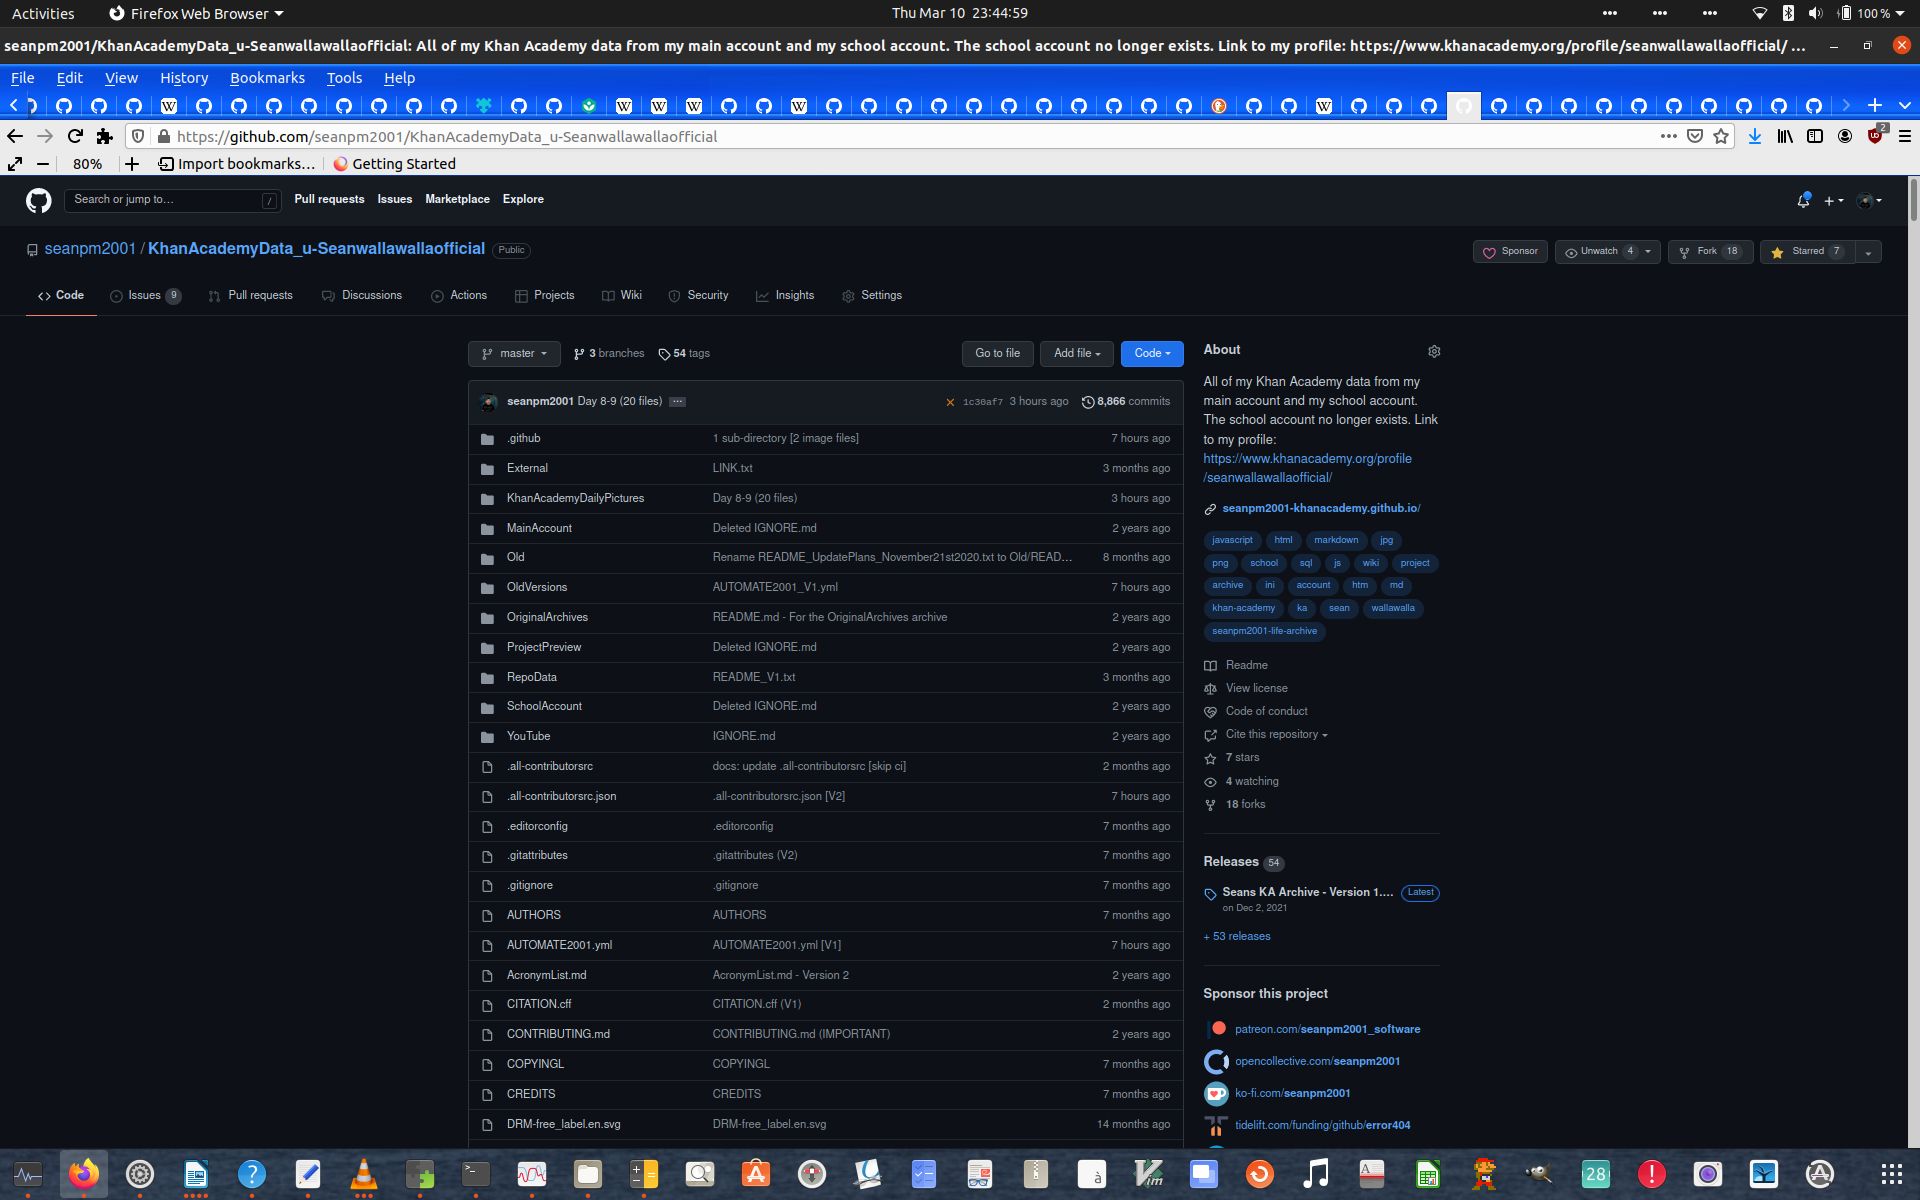 Activities
Firefox Web Browser
Thu Mar 10 23:44:59
100 %
seanpm2001/KhanAcademyData_u-Seanwallawallaofficial: All of my Khan Academy data from my main account and my school account. The school account no longer exists. Link to my profile: https://www.khanacademy.org/profile/seanwallawallaofficial/ ...
File Edit View History Bookmarks Tools Help
https://github.com/seanpm2001/KhanAcademyData_u-Seanwallawallaofficial
2
80% Import bookmarks... Getting Started
Search or jump to... / Pull requests Issues Marketplace Explore
seanpm2001 / KhanAcademyData_u-Seanwallawallaofficial Public
Sponsor Unwatch 4 Fork 18 Starred 7
Code Issues 9 Pull requests Discussions Actions Projects Wiki Security Insights Settings
master 3 branches 54 tags Go to file Add file Code
seanpm2001 Day 8-9 (20 files) ... 1c30af7 3 hours ago 8,866 commits
.github 1 sub-directory [2 image files] 7 hours ago
External LINK.txt 3 months ago
KhanAcademyDailyPictures Day 8-9 (20 files) 3 hours ago
MainAccount Deleted IGNORE.md 2 years ago
Old Rename README_UpdatePlans_November21st2020.txt to Old/READ... 8 months ago
OldVersions AUTOMATE2001_V1.yml 7 hours ago
OriginalArchives README.md - For the OriginalArchives archive 2 years ago
ProjectPreview Deleted IGNORE.md 2 years ago
RepoData README_V1.txt 3 months ago
SchoolAccount Deleted IGNORE.md 2 years ago
YouTube IGNORE.md 2 years ago
.all-contributorsrc docs: update .all-contributorsrc [skip ci] 2 months ago
.all-contributorsrc.json .all-contributorsrc.json [V2] 7 hours ago
.editorconfig .editorconfig 7 months ago
.gitattributes .gitattributes (V2) 7 months ago
.gitignore .gitignore 7 months ago
AUTHORS AUTHORS 7 months ago
AUTOMATE2001.yml AUTOMATE2001.yml [V1] 7 hours ago
AcronymList.md AcronymList.md - Version 2 2 years ago
CITATION.cff CITATION.cff (V1) 2 months ago
CONTRIBUTING.md CONTRIBUTING.md (IMPORTANT) 2 years ago
COPYINGL COPYINGL 7 months ago
CREDITS CREDITS 7 months ago
DRM-free_label.en.svg DRM-free_label.en.svg 14 months ago
About
All of my Khan Academy data from my
main account and my school account.
The school account no longer exists. Link
to my profile:
https://www.khanacademy.org/profile
/seanwallawallaofficial/
seanpm2001-khanacademy.github.io/
javascript html markdown jpg
png school sql js wiki project
archive ini account htm md
khan-academy ka sean wallawalla
seanpm2001-life-archive
Readme
View license
Code of conduct
Cite this repository
7 stars
4 watching
18 forks
Releases 54
Seans KA Archive - Version 1.... Latest
on Dec 2, 2021
+ 53 releases
Sponsor this project
patreon.com/seanpm2001_software
opencollective.com/seanpm2001
ko-fi.com/seanpm2001
tidelift.com/funding/github/error404
28